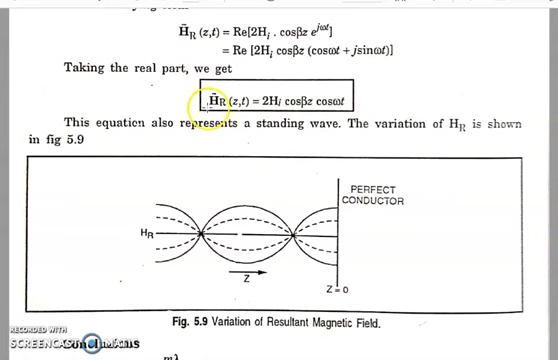 H̄R (z,t) = Re[2Hi . cosβz e^jωt]
= Re [2Hi cosβz (cosωt + jsinωt)]
Taking the real part, we get
H̄R (z,t) = 2Hi cosβz cosωt
This equation also represents a standing wave. The variation of HR is shown
in fig 5.9
PERFECT
CONDUCTOR
HR
Z
Z = 0
Fig. 5.9 Variation of Resultant Magnetic Field.
RECORDED WITH
SCREENCAST-O-MATIC
Conclusions
mλ